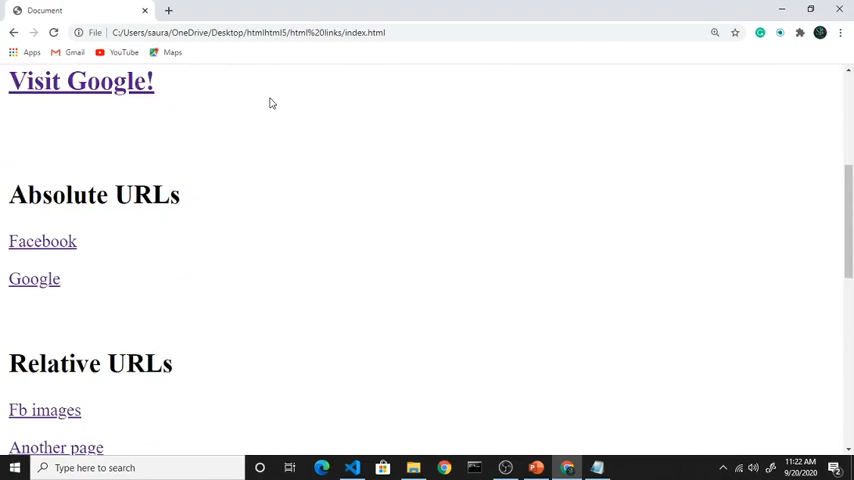 Document
File
C:/Users/saura/OneDrive/Desktop/htmlhtml5/html%20links/index.html
Apps Gmail YouTube Maps
Visit Google!
Absolute URLs
Facebook
Google
Relative URLs
Fb images
Another page
Type here to search
11:22 AM
9/20/2020
2